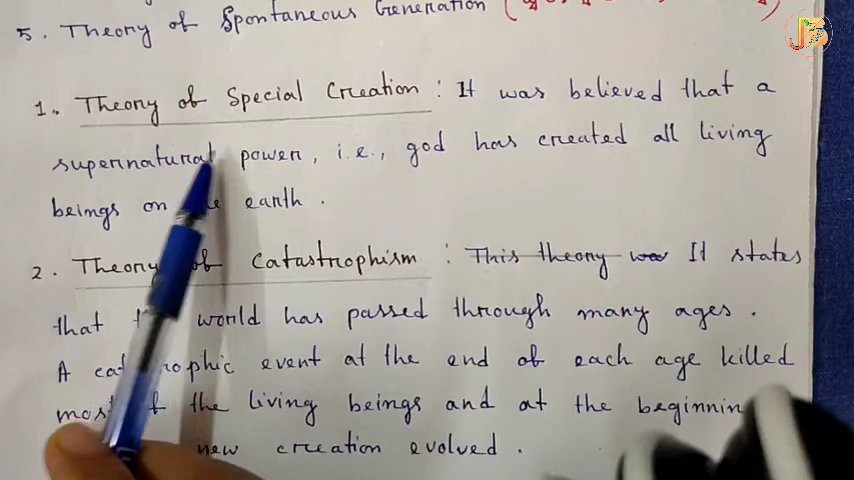 5. Theory of Spontaneous Generation (
1. Theory of Special Creation : It was believed that a
supernatural power, i.e., god has created all living
beings on earth.
2. Theory of Catastrophism : This theory was It states
that world has passed through many ages.
A event at the end of each age killed
the living beings and at the
new creation evolved.
JB